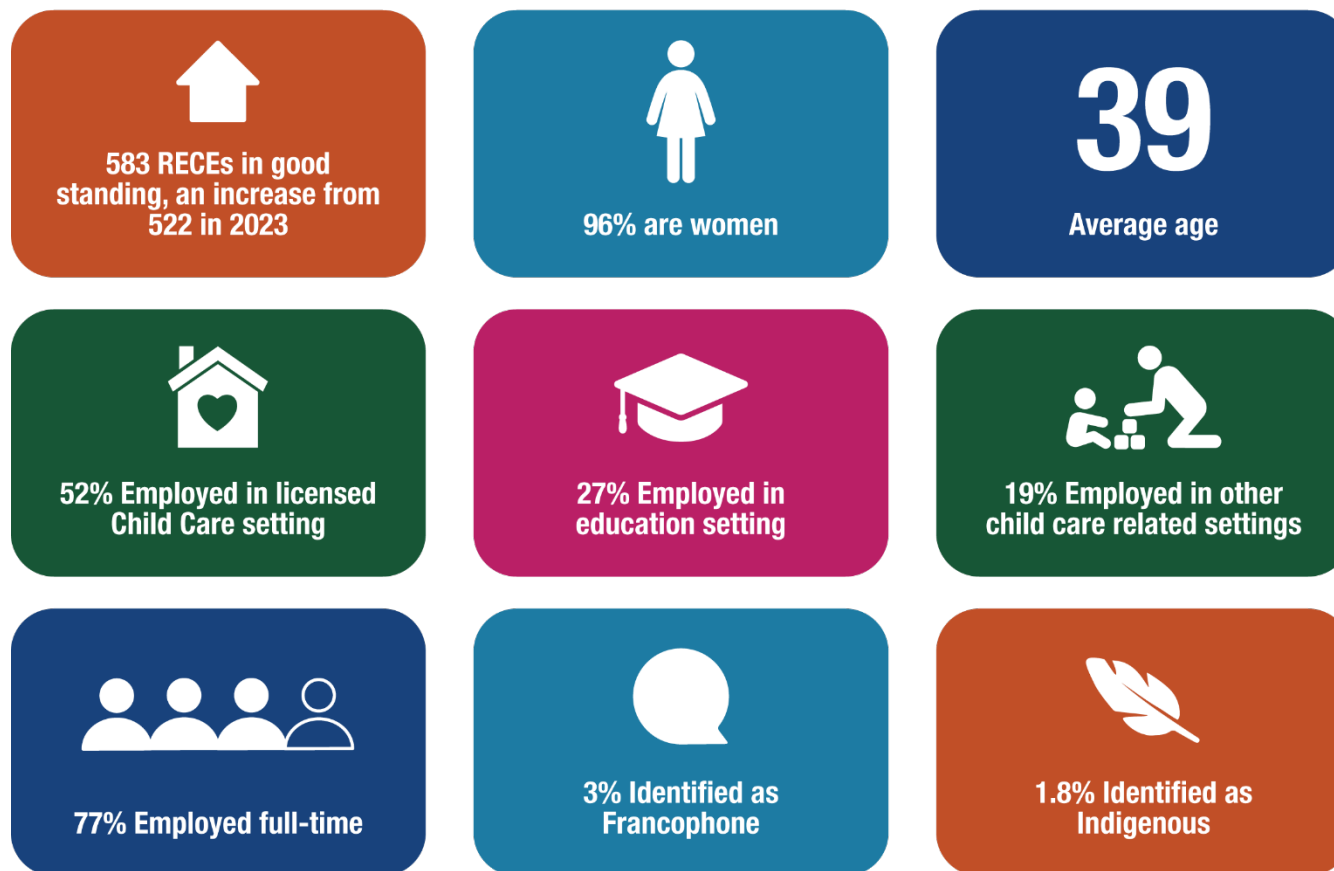 583 RECEs in good
standing, an increase from
522 in 2023
96% are women
39
Average age
52% Employed in licensed
Child Care setting
27% Employed in
education setting
19% Employed in other
child care related settings
77% Employed full-time
3% Identified as
Francophone
1.8% Identified as
Indigenous